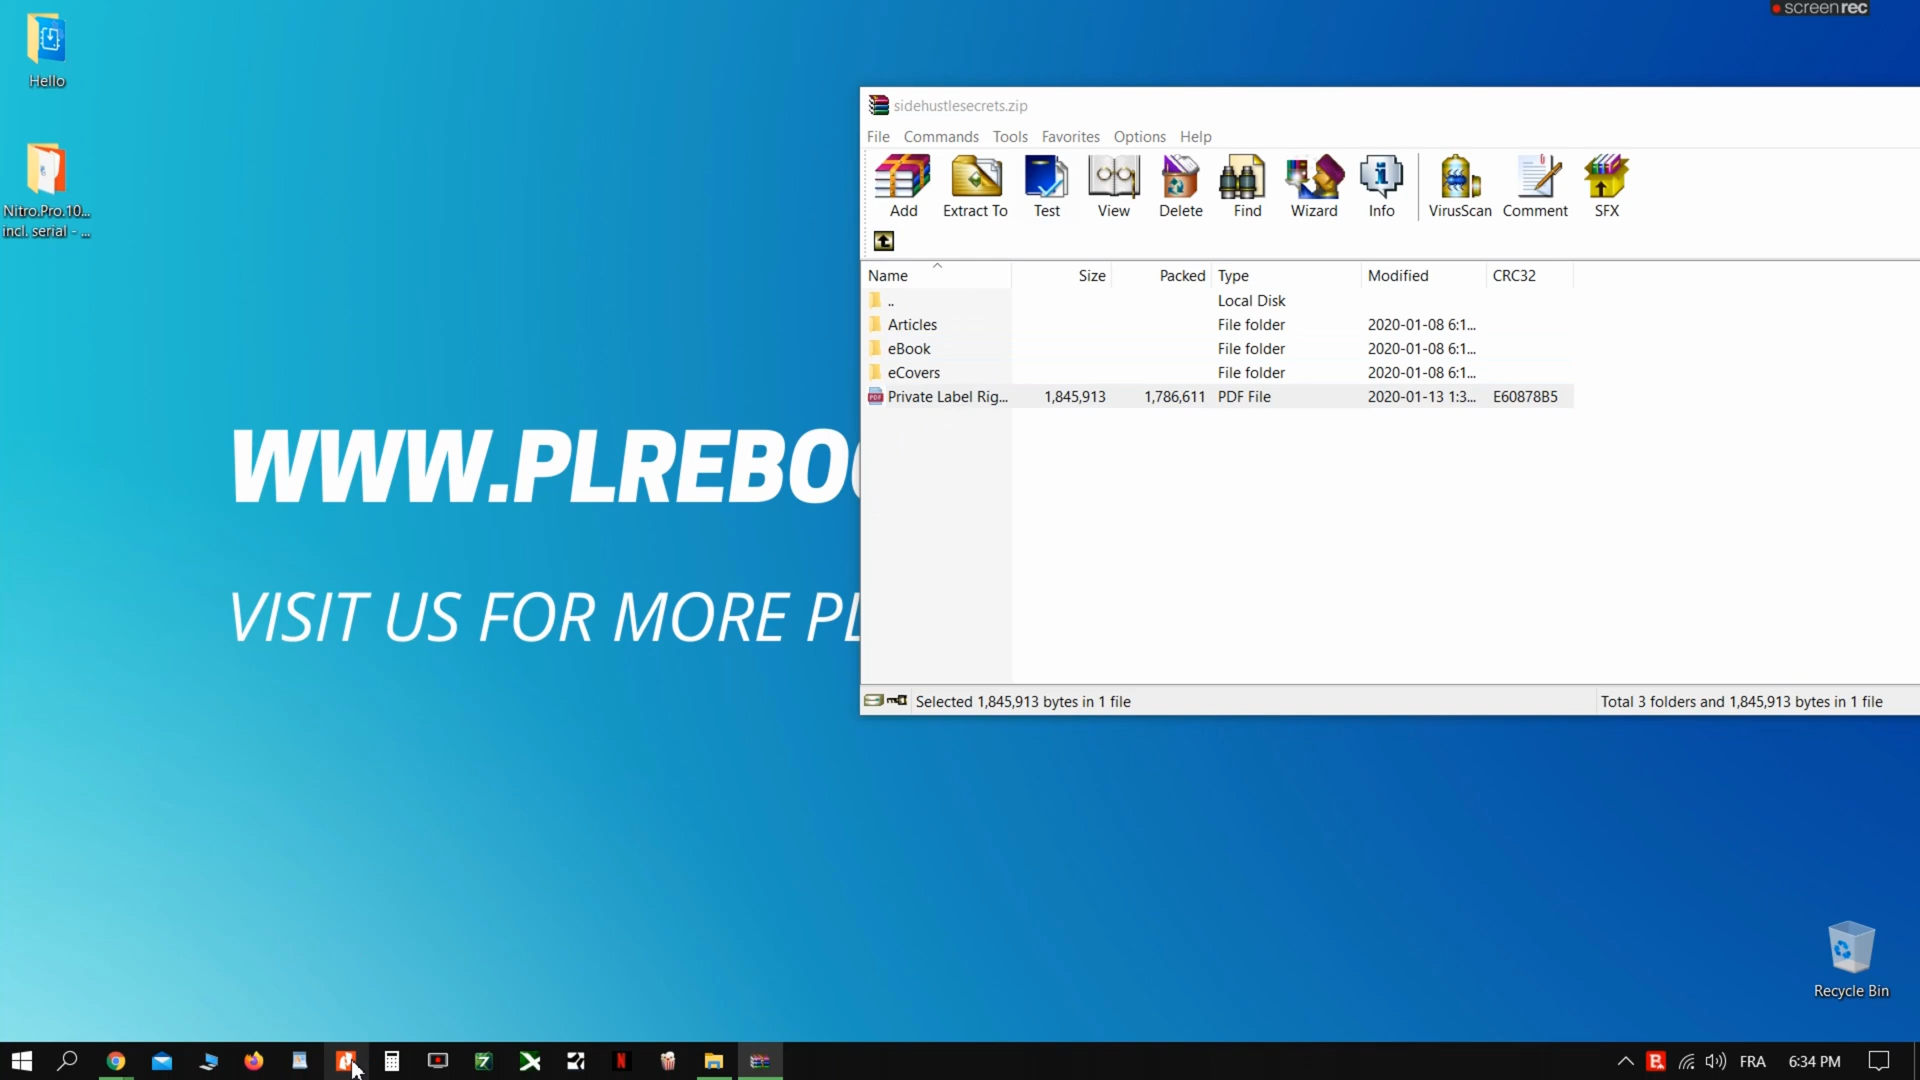 screenrec
Hello
Nitro.Pro.10...
incl. serial - ...
WWW.PLREBO
VISIT US FOR MORE PL
sidehustlesecrets.zip
File Commands Tools Favorites Options Help
Add Extract To Test View Delete Find Wizard Info VirusScan Comment SFX
Name Size Packed Type Modified CRC32
.. Local Disk
Articles File folder 2020-01-08 6:1...
eBook File folder 2020-01-08 6:1...
eCovers File folder 2020-01-08 6:1...
Private Label Rig... 1,845,913 1,786,611 PDF File 2020-01-13 1:3... E60878B5
Selected 1,845,913 bytes in 1 file
Total 3 folders and 1,845,913 bytes in 1 file
Recycle Bin
FRA 6:34 PM